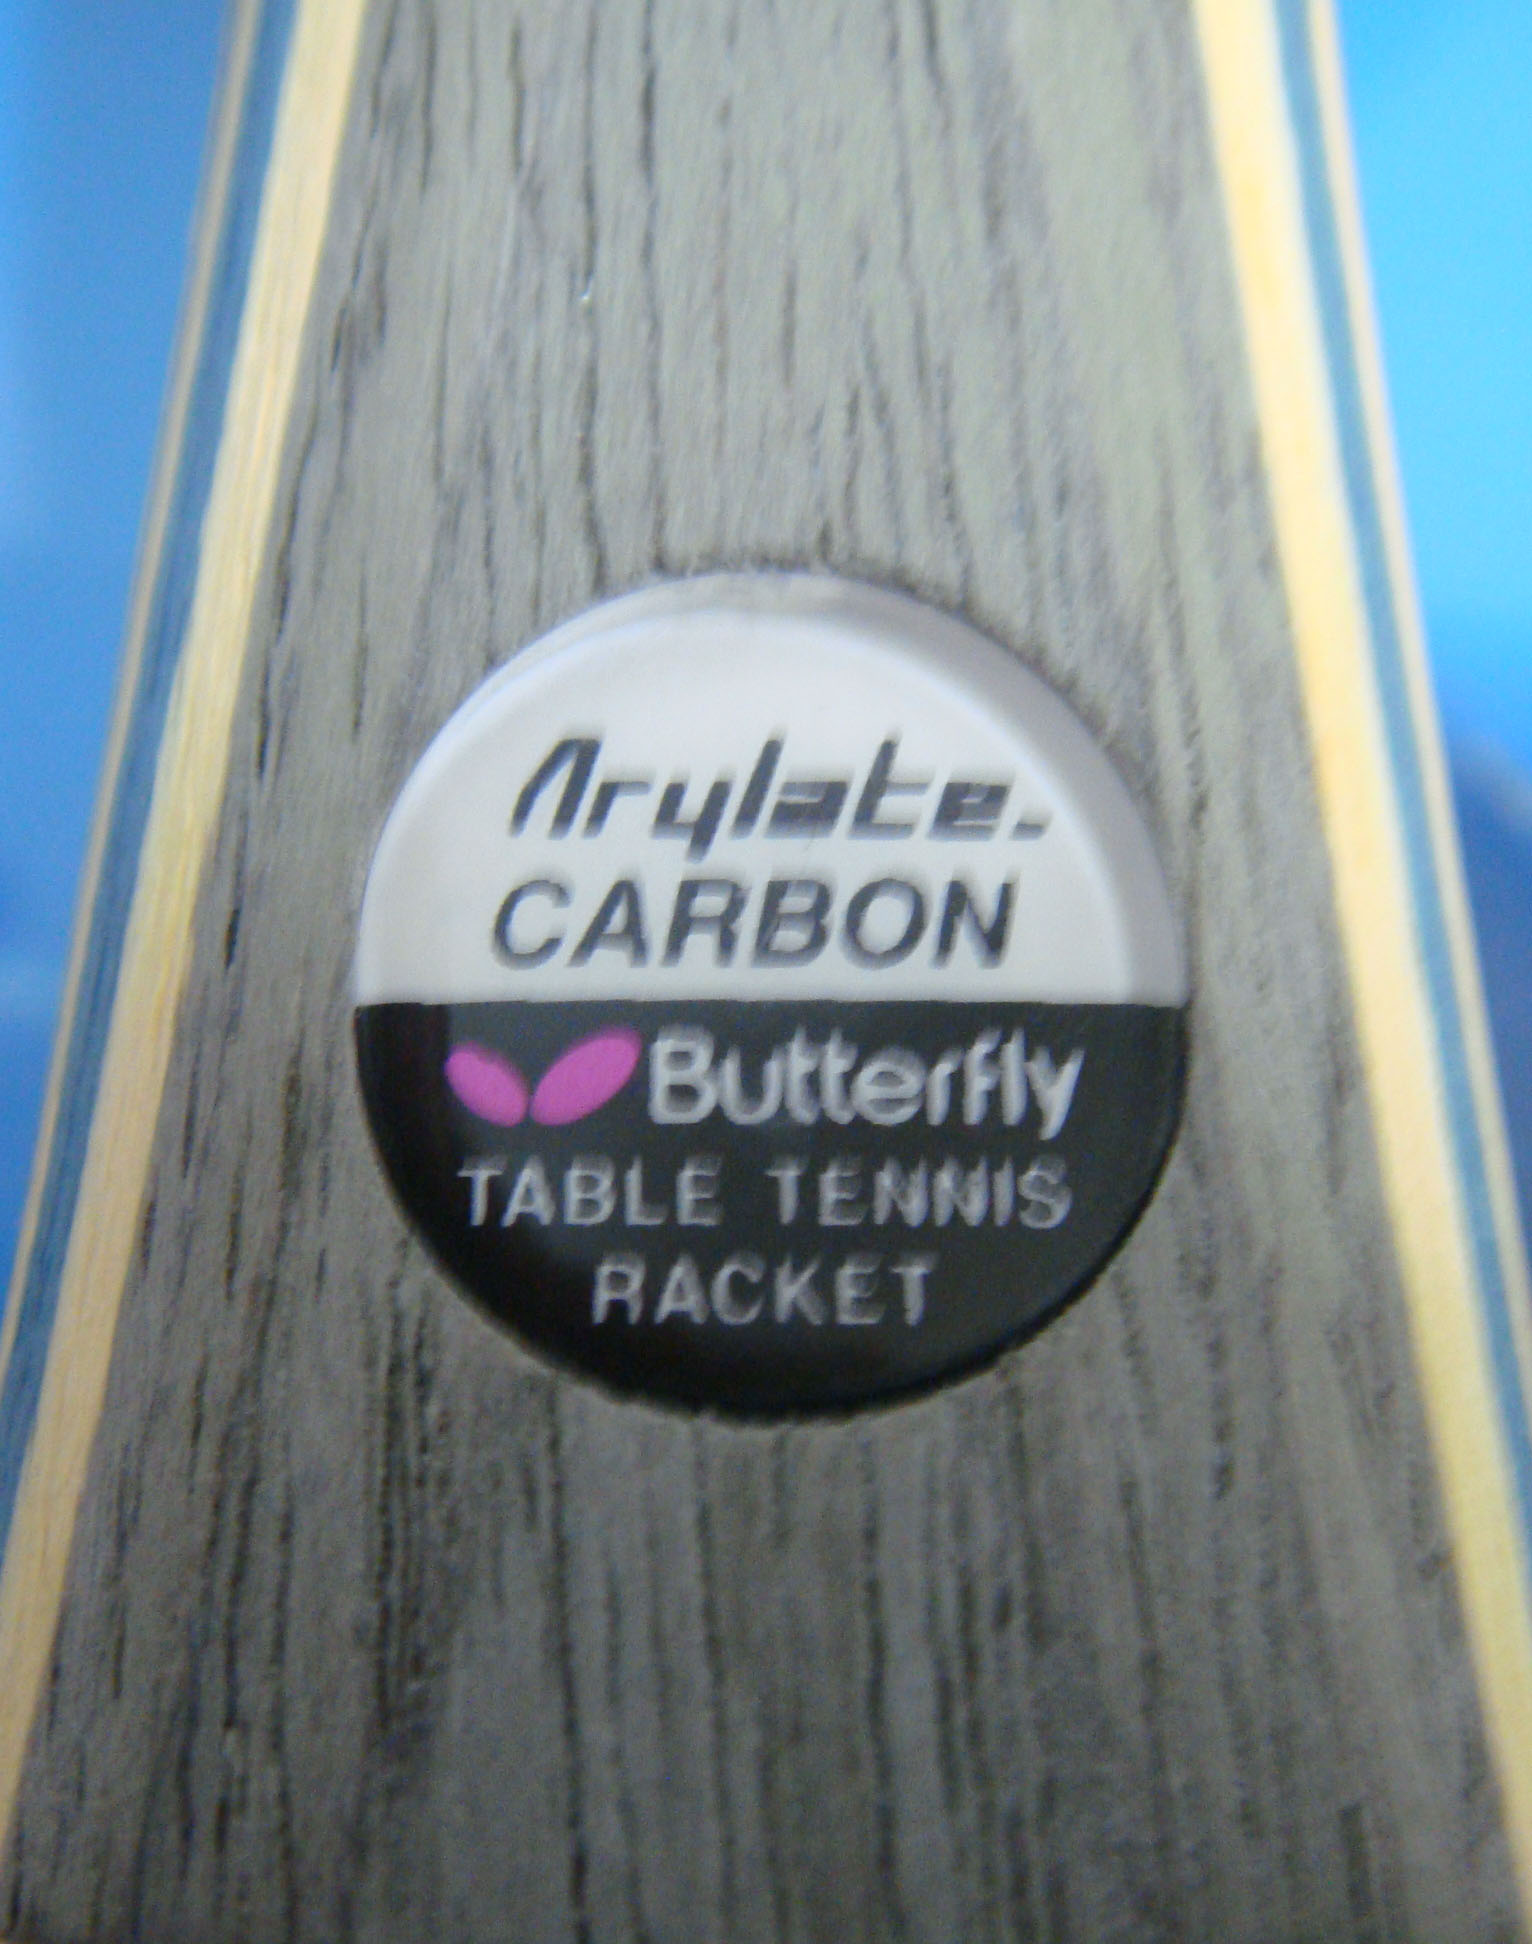 Arylate.
CARBON
Butterfly
TABLE TENNIS
RACKET